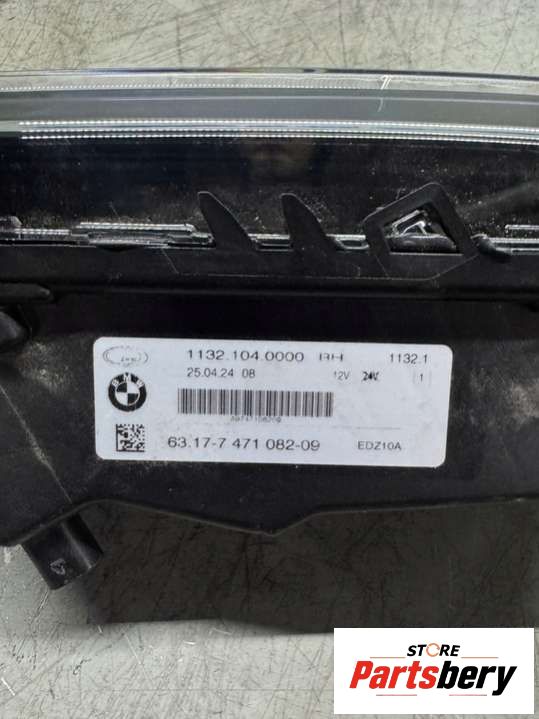 1132.104.0000 RH 1132.1
25.04.24 08 12V 24V 1
BMW
63.17-7 471 082-09 EDZ10A
STORE
Partsbery